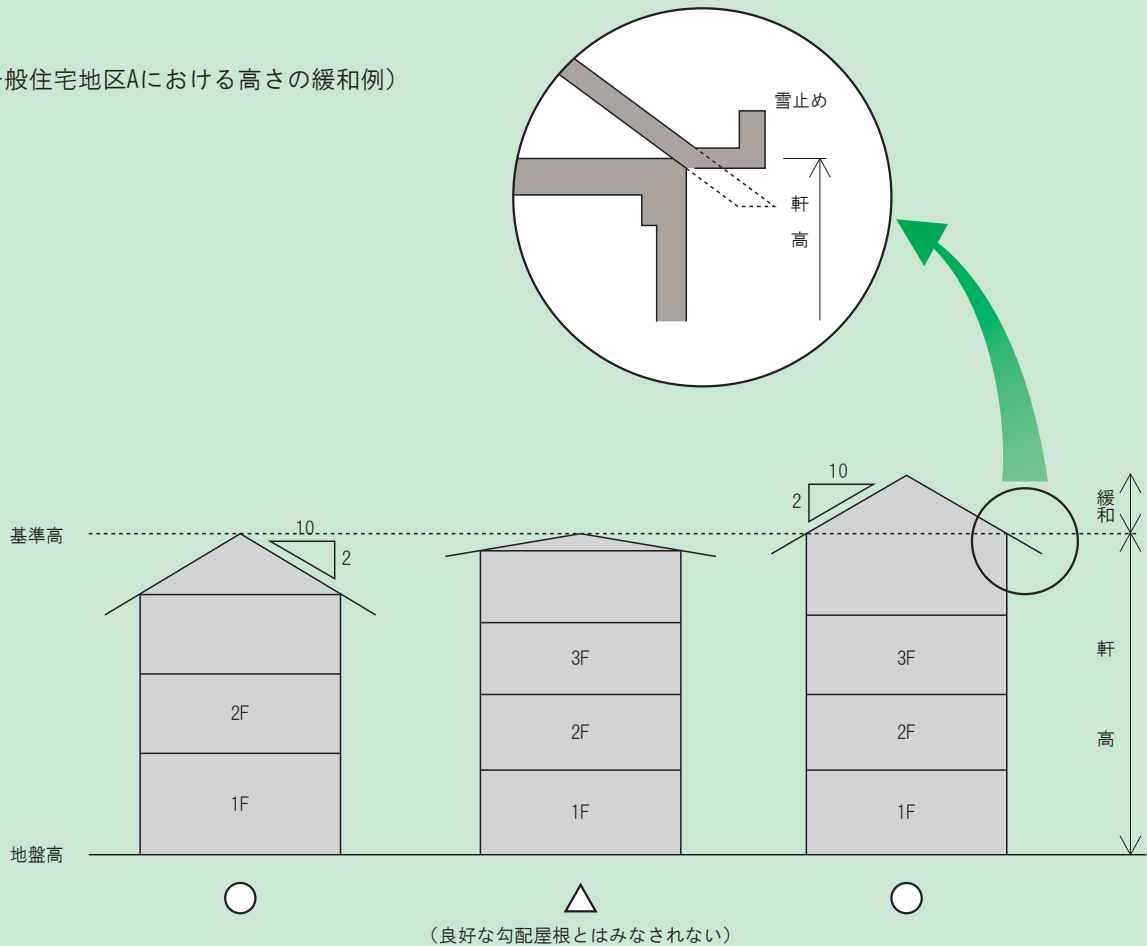 般住宅地区Aにおける高さの緩和例）
雪止め
軒高
10
2
緩和
基準高
10
2
3F
3F
軒高
2F
2F
2F
1F
1F
1F
地盤高
（良好な勾配屋根とはみなされない）